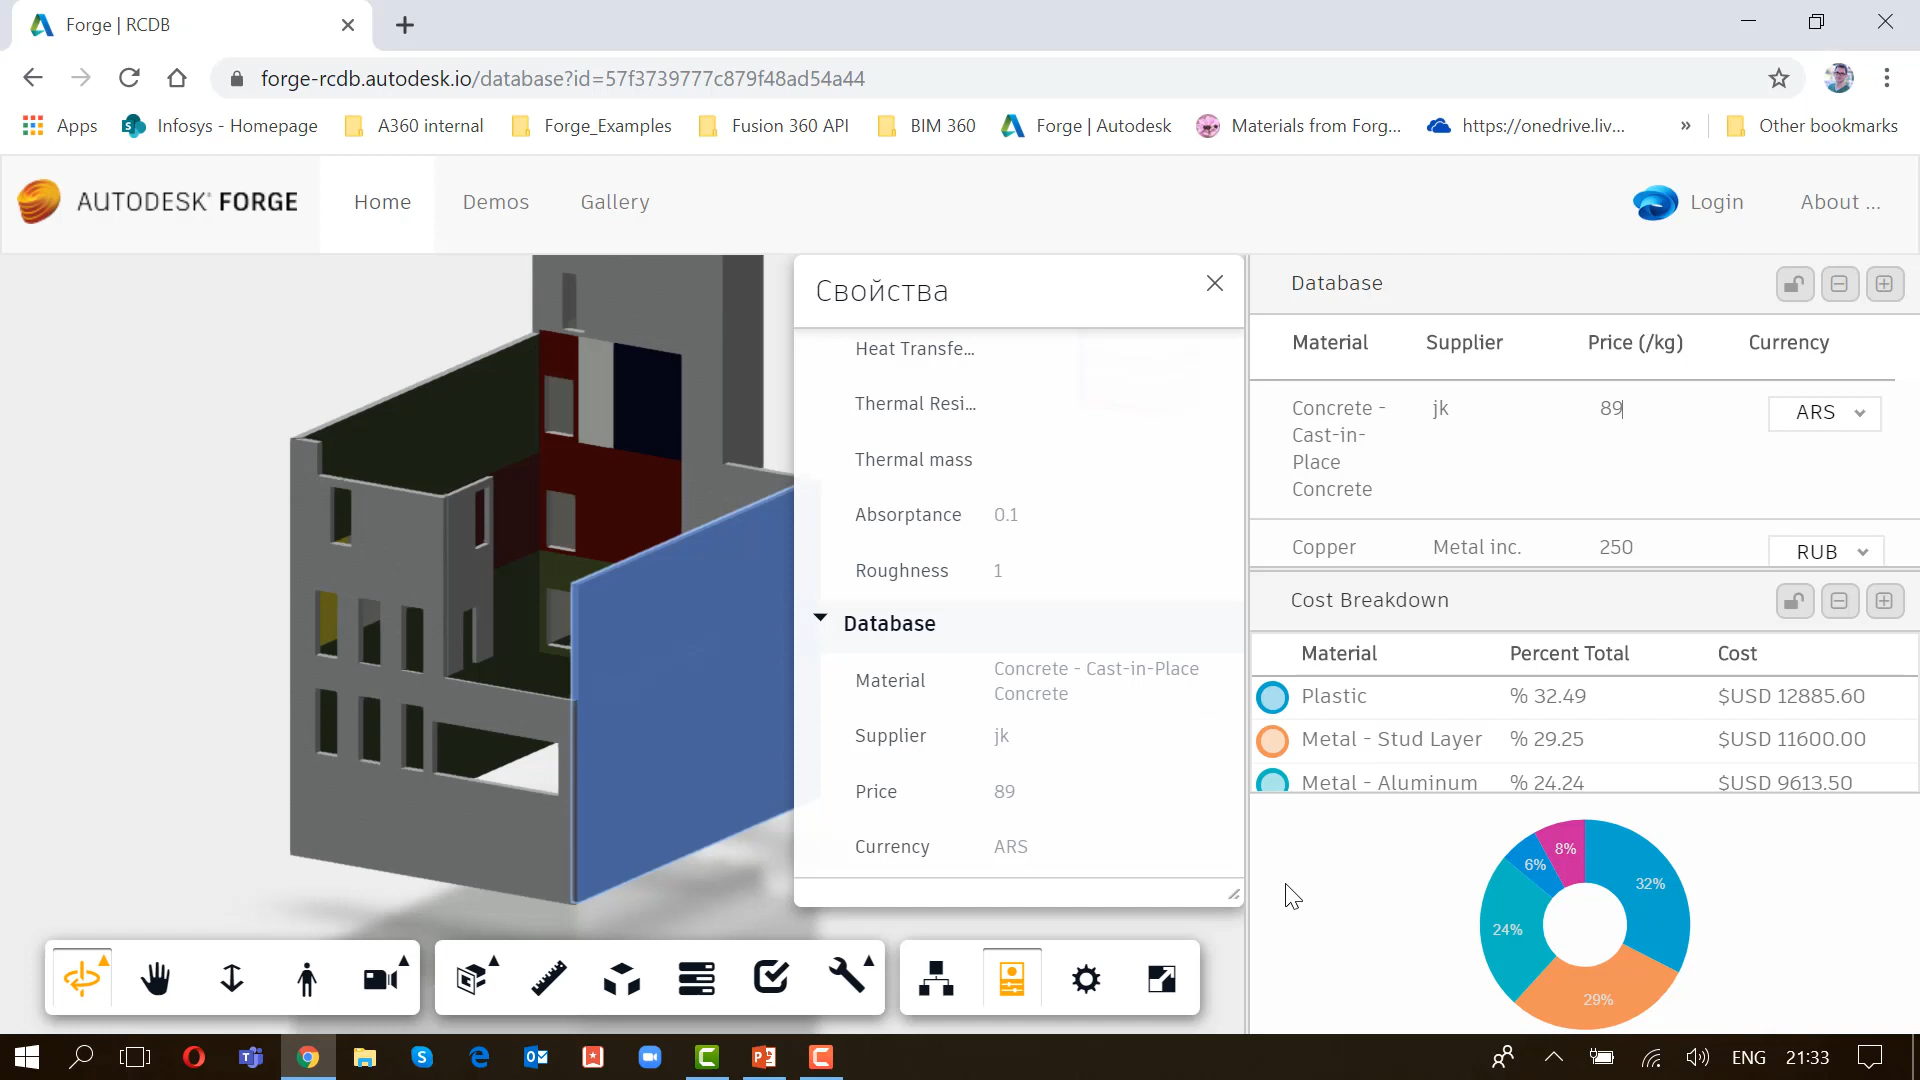 Forge | RCDB
forge-rcdb.autodesk.io/database?id=57f3739777c879f48ad54a44
Apps
Infosys - Homepage
A360 internal
Forge_Examples
Fusion 360 API
BIM 360
Forge | Autodesk
Materials from Forg...
https://onedrive.liv...
»
Other bookmarks
AUTODESK® FORGE
Home
Demos
Gallery
Login
About ...
Свойства
Heat Transfe...
Thermal Resi...
Thermal mass
Absorptance 0.1
Roughness 1
Database
Material Concrete - Cast-in-Place
Concrete
Supplier jk
Price 89
Currency ARS
Database
Material Supplier Price (/kg) Currency
Concrete - jk 89 ARS
Cast-in-
Place
Concrete
Copper Metal inc. 250 RUB
Cost Breakdown
Material Percent Total Cost
Plastic % 32.49 $USD 12885.60
Metal - Stud Layer % 29.25 $USD 11600.00
Metal - Aluminum % 24.24 $USD 9613.50
8%
6%
32%
24%
29%
ENG 21:33